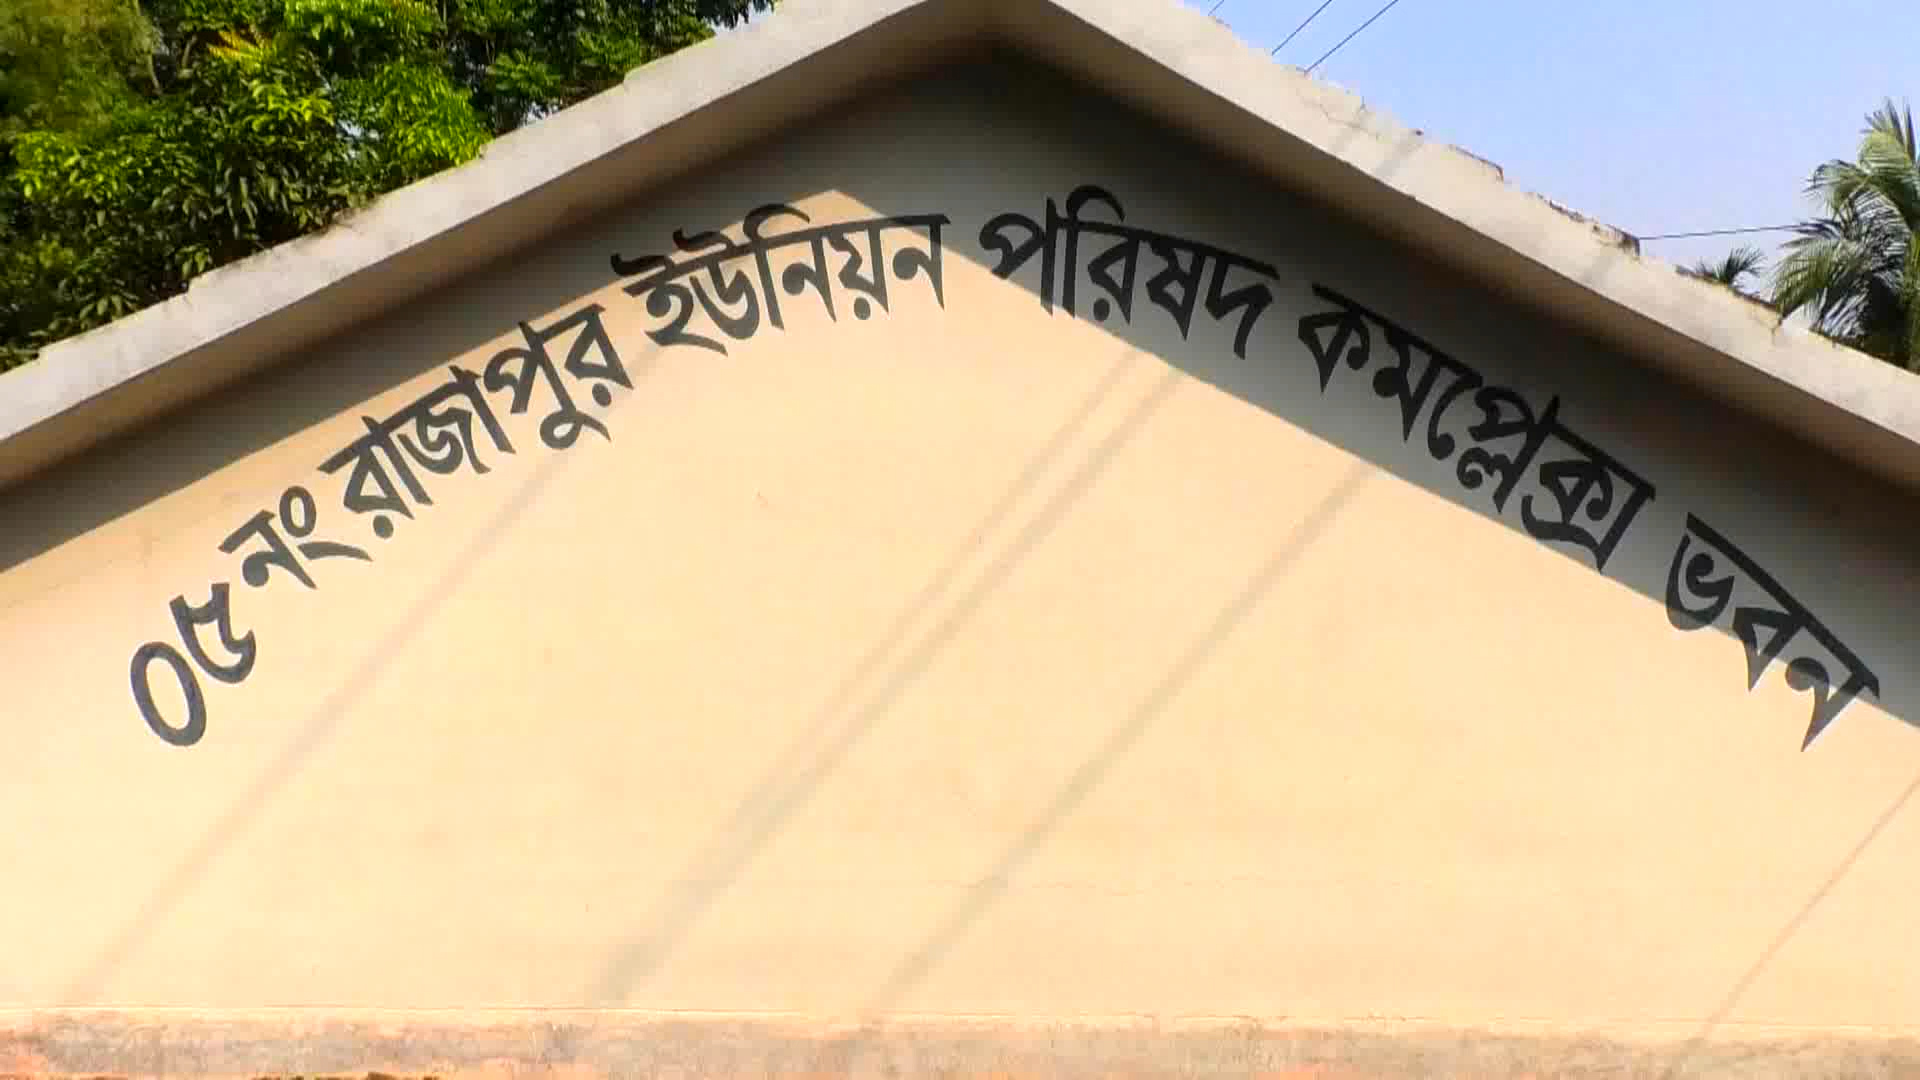 ০৫ নং রাজাপুর ইউনিয়ন পরিষদ কমপ্লেক্স ভবন